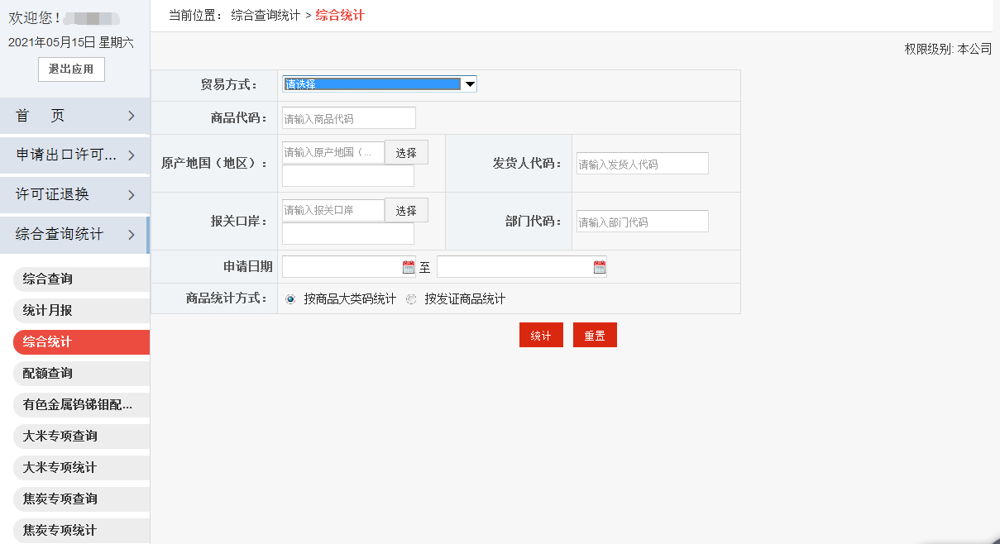 欢迎您!
2021年05月15日 星期六
退出应用
首 页
申请出口许可...
许可证退换
综合查询统计
综合查询
统计月报
综合统计
配额查询
有色金属钨锑钼配...
大米专项查询
大米专项统计
焦炭专项查询
焦炭专项统计
当前位置： 综合查询统计 > 综合统计
权限级别: 本公司
贸易方式： 请选择
商品代码： 请输入商品代码
原产地国（地区）： 请输入原产地国（... 选择 发货人代码： 请输入发货人代码
报关口岸： 请输入报关口岸 选择 部门代码： 请输入部门代码
申请日期 至
商品统计方式： 按商品大类码统计 按发证商品统计
统计 重置